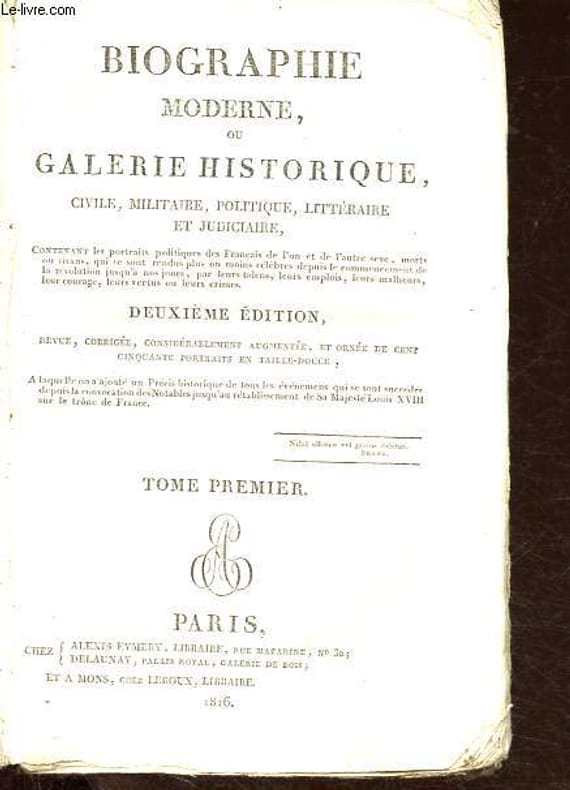 Le-livre.com
BIOGRAPHIE
MODERNE,
OU
GALERIE HISTORIQUE,
CIVILE, MILITAIRE, POLITIQUE, LITTÉRAIRE
ET JUDICIAIRE,
CONTENANT les portraits politiques des Français de l'un et de l'autre sexe, morts
ou vivans, qui se sont rendus plus ou moins célèbres depuis le commencement de
la révolution jusqu'à nos jours, par leurs talens, leurs emplois, leurs malheurs,
leur courage, leurs vertus ou leurs crimes.
DEUXIÈME ÉDITION,
REVUE, CORRIGÉE, CONSIDÉRABLEMENT AUGMENTÉE, ET ORNÉE DE CENT
CINQUANTE PORTRAITS EN TAILLE-DOUCE;
A laquelle on a ajouté un Précis historique de tous les événemens qui se sont succédés
depuis la convocation des Notables jusqu'au rétablissement de Sa Majesté Louis XVIII
sur le trône de France.
Nihil
TOME PREMIER.
AE
PARIS,
CHEZ { ALEXIS EYMERY, LIBRAIRE, RUE MAZARINE, Nº 30;
DELAUNAY, PALAIS ROYAL, GALERIE DE BOIS;
ET A MONS, CHEZ LEROUX, LIBRAIRE.
1816.